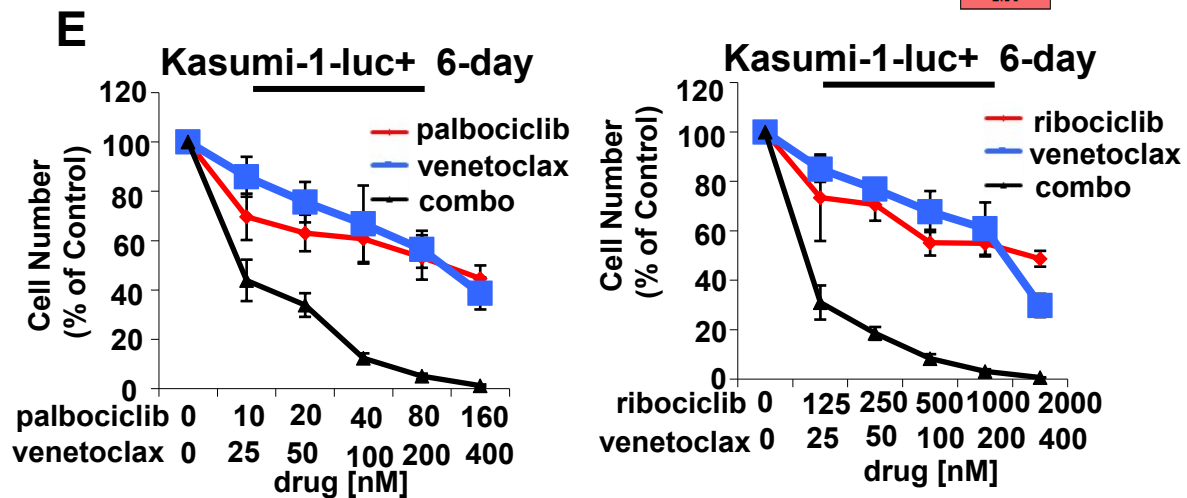 E
Kasumi-1-luc+ 6-day
120
100
80
60
40
20
0
Cell Number
(% of Control)
palbociclib
venetoclax
combo
palbociclib 0 10 20 40 80 160
venetoclax 0 25 50 100 200 400
drug [nM]
Kasumi-1-luc+ 6-day
120
100
80
60
40
20
0
Cell Number
(% of Control)
ribociclib
venetoclax
combo
ribociclib 0 125 250 500 1000 2000
venetoclax 0 25 50 100 200 400
drug [nM]